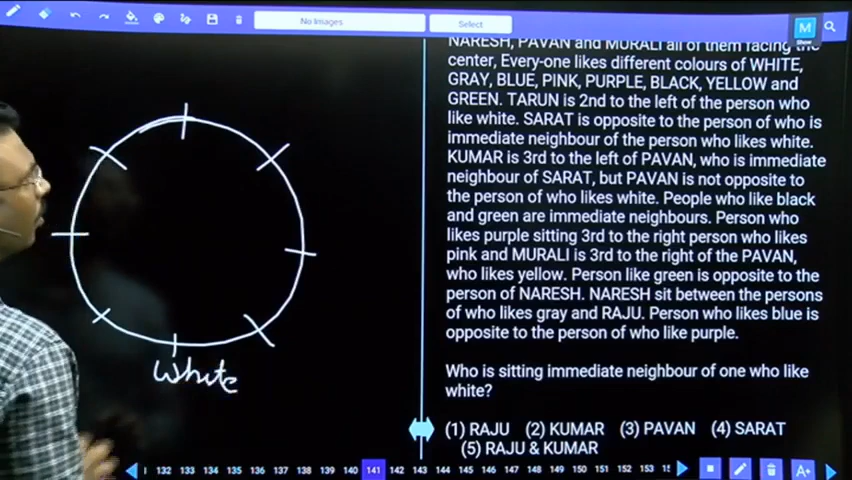 No Images
Select
M
Show
NARESH, PAVAN and MURALI all of them facing the
center, Every-one likes different colours of WHITE,
GRAY, BLUE, PINK, PURPLE, BLACK, YELLOW and
GREEN. TARUN is 2nd to the left of the person who
like white. SARAT is opposite to the person of who is
immediate neighbour of the person who likes white.
KUMAR is 3rd to the left of PAVAN, who is immediate
neighbour of SARAT, but PAVAN is not opposite to
the person of who likes white. People who like black
and green are immediate neighbours. Person who
likes purple sitting 3rd to the right person who likes
pink and MURALI is 3rd to the right of the PAVAN,
who likes yellow. Person like green is opposite to the
person of NARESH. NARESH sit between the persons
of who likes gray and RAJU. Person who likes blue is
opposite to the person of who like purple.
white
Who is sitting immediate neighbour of one who like
white?
(1) RAJU (2) KUMAR (3) PAVAN (4) SARAT
(5) RAJU & KUMAR
132 133 134 135 136 137 138 139 140 141 142 143 144 145 146 147 148 149 150 151 152 153
A+